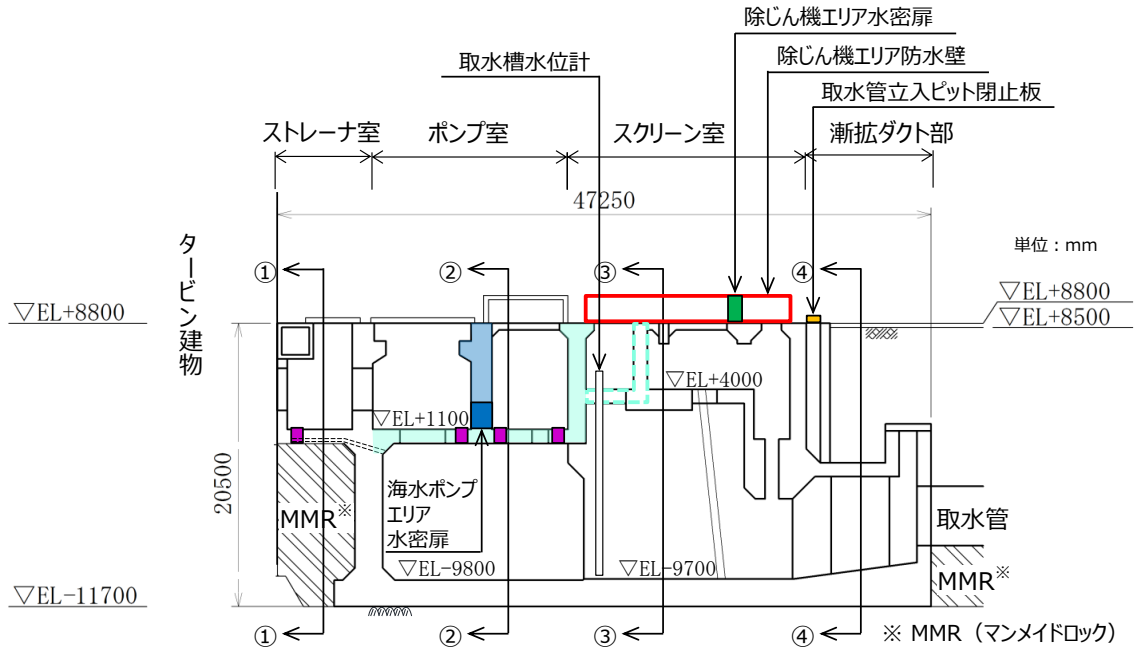 除じん機エリア水密扉
除じん機エリア防水壁
取水槽水位計
取水管立入ピット閉止板
ストレーナ室
ポンプ室
スクリーン室
漸拡ダクト部
47250
タービン建物
単位：mm
①
②
③
④
▽EL+8800
▽EL+8800
▽EL+8500
▽EL+4000
▽EL+1100
20500
海水ポンプ
エリア
水密扉
MMR※
取水管
▽EL-9800
▽EL-9700
MMR※
▽EL-11700
①
②
③
④
※ MMR（マンメイドロック）